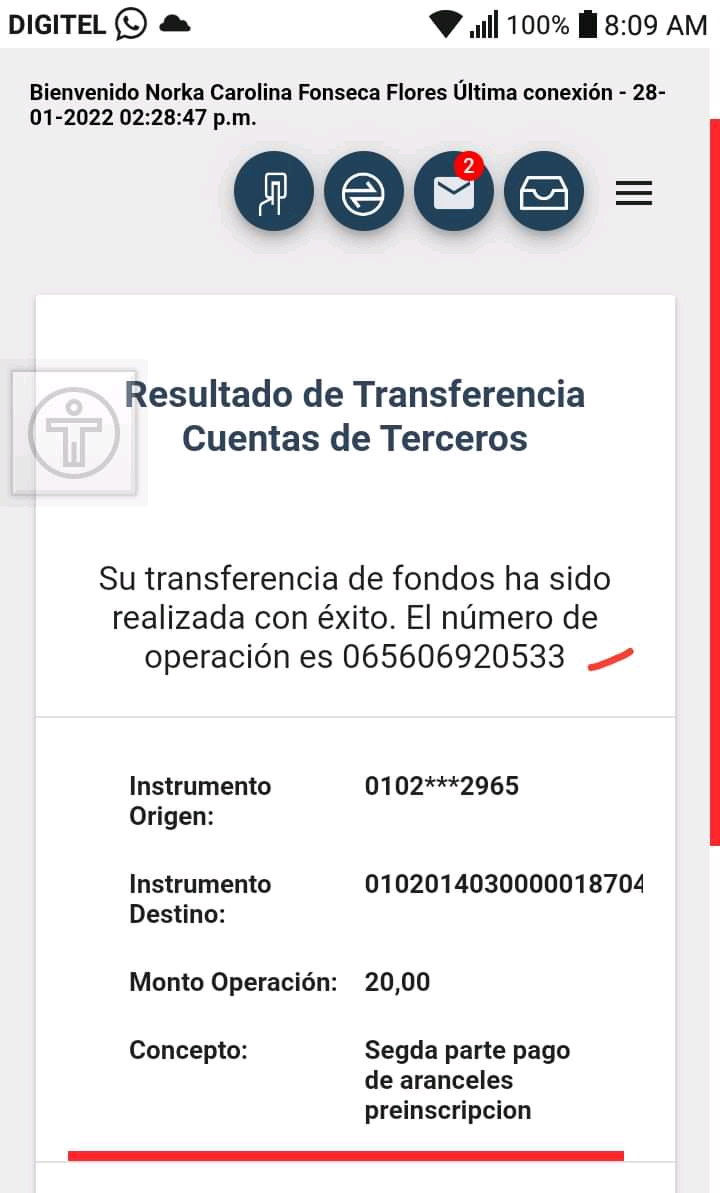 DIGITEL 100% 8:09 AM
Bienvenido Norka Carolina Fonseca Flores Última conexión - 28-
01-2022 02:28:47 p.m.
2
Resultado de Transferencia
Cuentas de Terceros
Su transferencia de fondos ha sido
realizada con éxito. El número de
operación es 065606920533
Instrumento 0102***2965
Origen:
Instrumento 0102014030000018704
Destino:
Monto Operación: 20,00
Concepto: Segda parte pago
de aranceles
preinscripcion